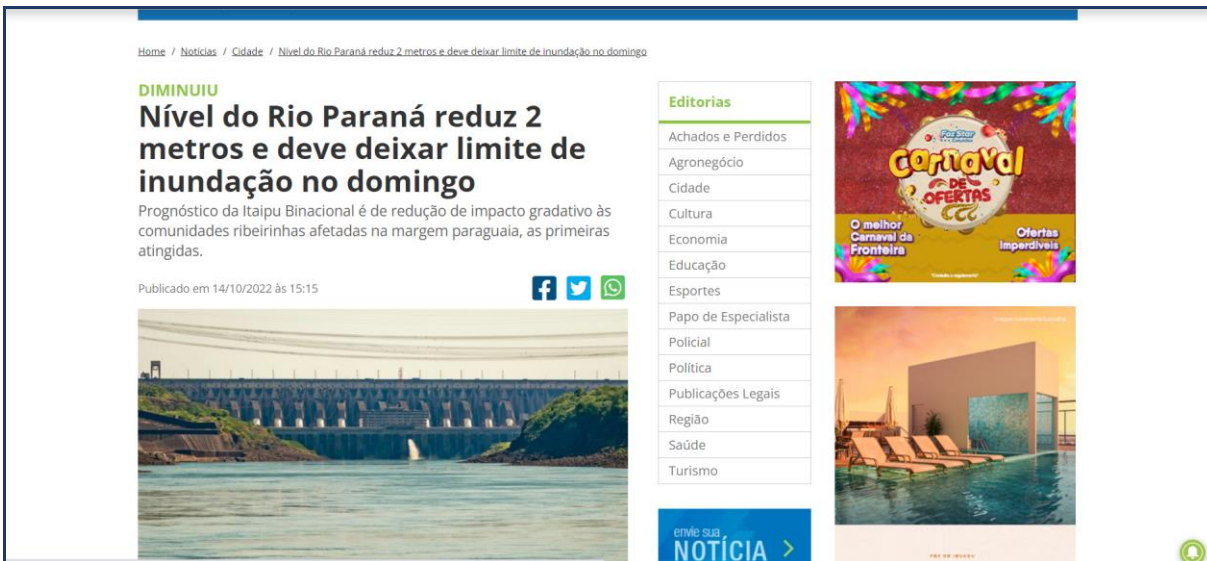 Home / Notícias / Cidade / Nível do Rio Paraná reduz 2 metros e deve deixar limite de inundação no domingo
DIMINUIU
Nível do Rio Paraná reduz 2
metros e deve deixar limite de
inundação no domingo
Prognóstico da Itaipu Binacional é de redução de impacto gradativo às
comunidades ribeirinhas afetadas na margem paraguaia, as primeiras
atingidas.
Publicado em 14/10/2022 às 15:15
Editorias
Achados e Perdidos
Agronegócio
Cidade
Cultura
Economia
Educação
Esportes
Papo de Especialista
Policial
Política
Publicações Legais
Região
Saúde
Turismo
envie sua
NOTÍCIA >
Carnaval
DE
OFERTAS
O melhor
Carnaval da
Fronteira
Ofertas
Imperdíveis